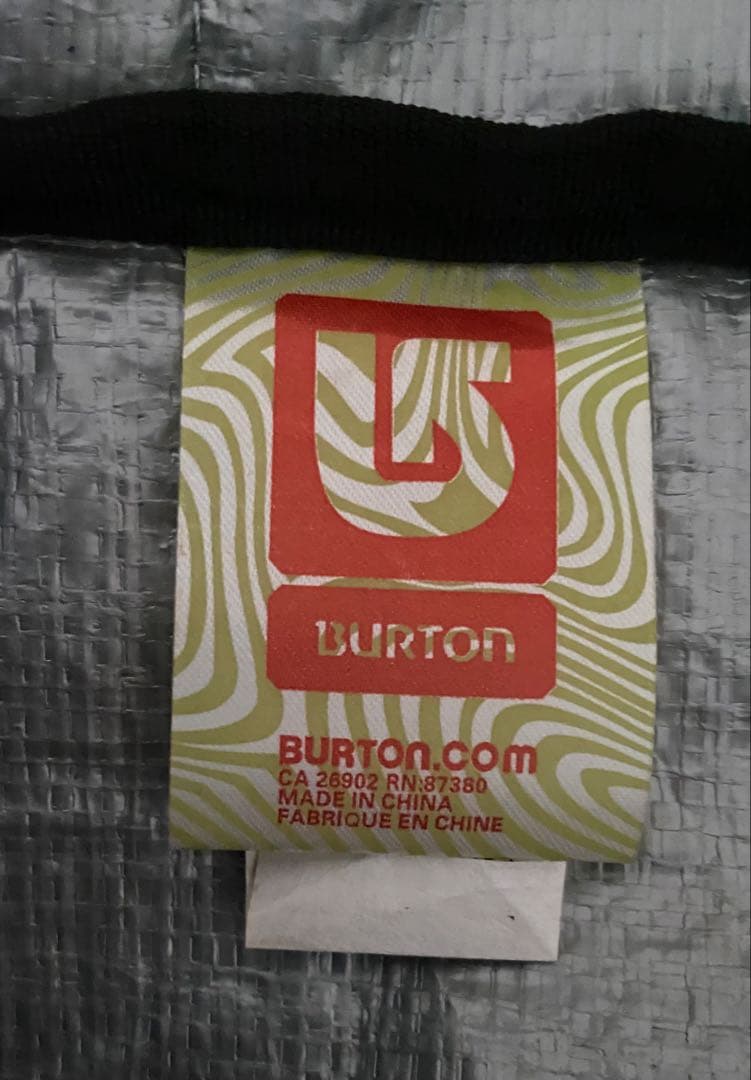 BURTON
BURTON.COM
CA 26902 RN:87380
MADE IN CHINA
FABRIQUE EN CHINE